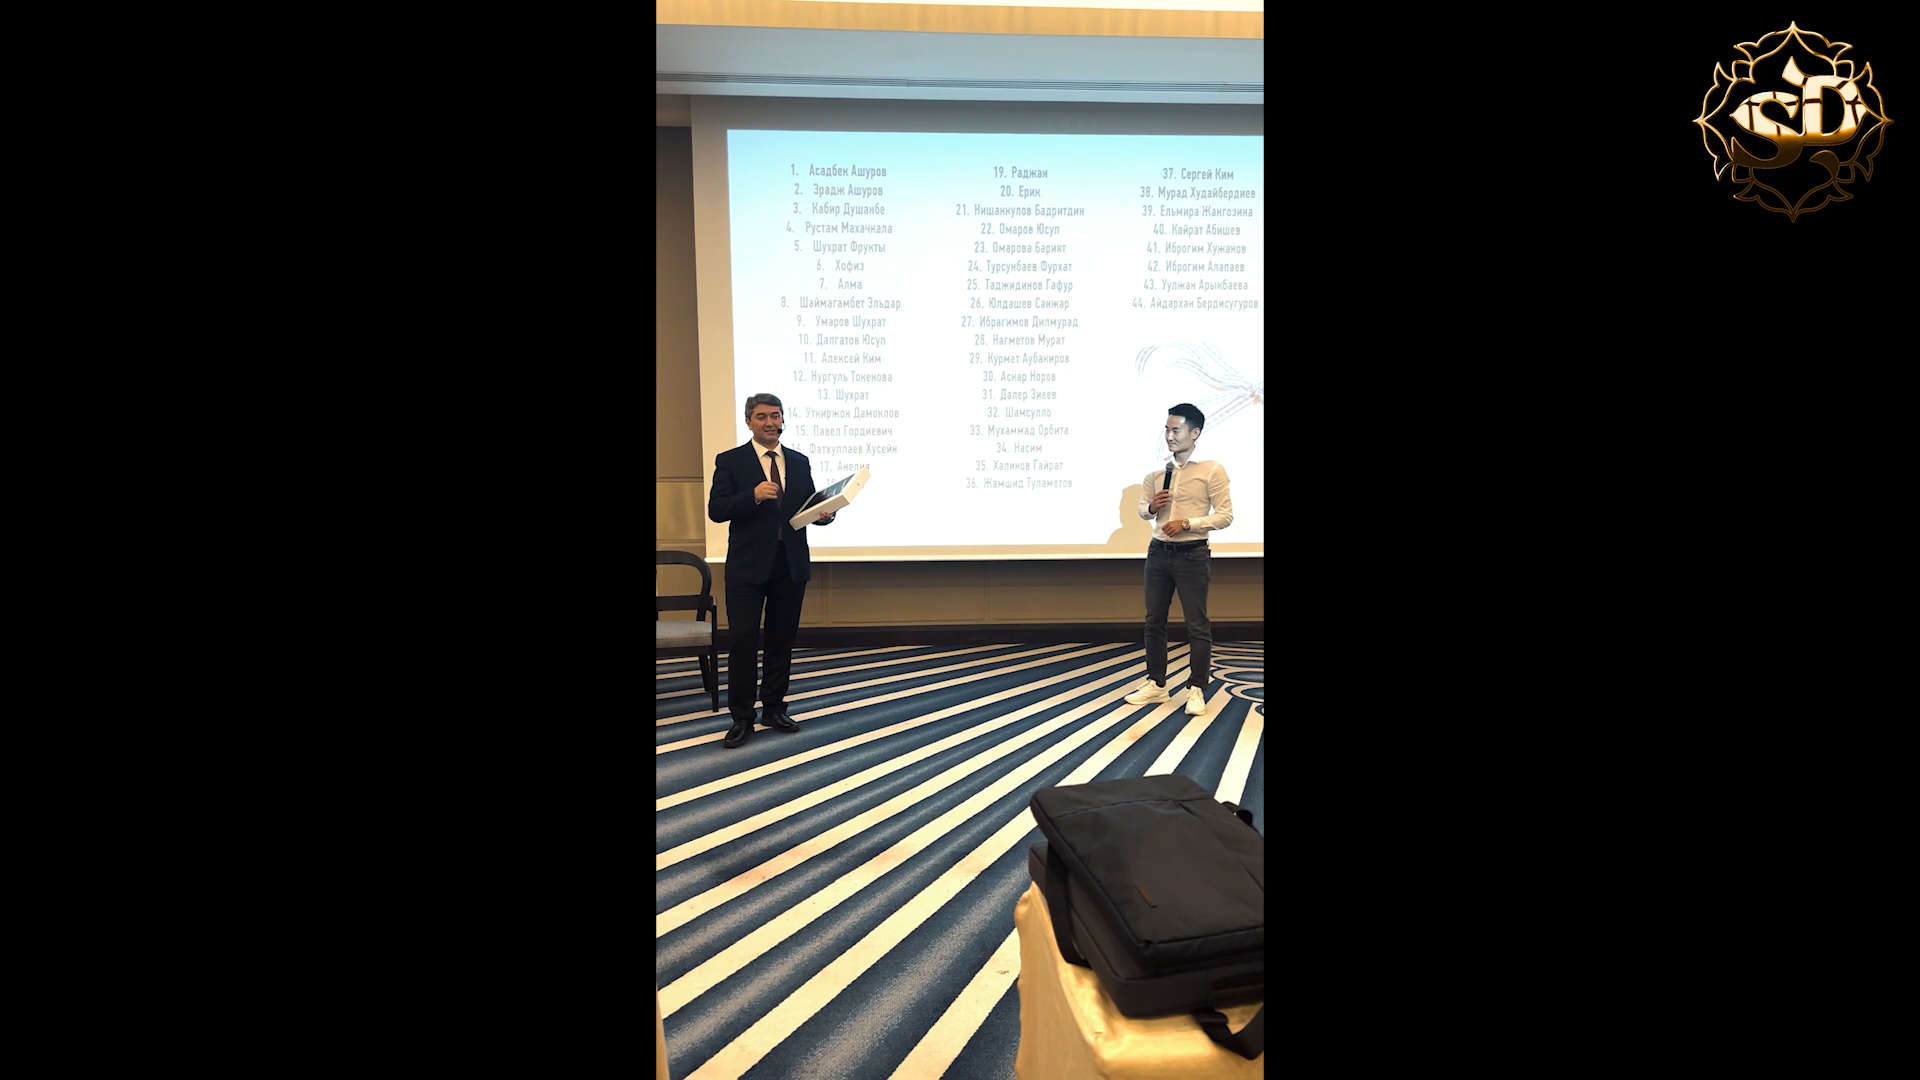 1. Асадбек Ашуров
2. Эрадж Ашуров
3. Кабир Душанбе
4. Рустам Махачкала
5. Шухрат Фрукты
6. Хофиз
7. Алма
8. Шаймагамбет Эльдар
9. Умаров Шухрат
10. Далгатов Юсуп
11. Алексей Ким
12. Нургуль Токенова
13. Шухрат
14. Уткиржон Дамоклов
15. Павел Гордиевич
16. Фатхуллаев Хусейн
17. Анелия
18
19. Раджан
20. Ерик
21. Нишанкулов Бадритдин
22. Омаров Юсуп
23. Омарова Барият
24. Турсунбаев Фурхат
25. Таджидинов Гафур
26. Юлдашев Санжар
27. Ибрагимов Дилмурад
28. Нагметов Мурат
29. Курмет Аубакиров
30. Аскар Норов
31. Далер Зиеев
32. Шамсулло
33. Мухаммад Орбита
34. Насим
35. Халиков Гайрат
36. Жамшид Туламетов
37. Сергей Ким
38. Мурад Худайбердиев
39. Ельмира Жангозина
40. Кайрат Абишев
41. Иброгим Хужанов
42. Иброгим Алапаев
43. Уулжан Арыкбаева
44. Айдархан Бердисугуров
SD